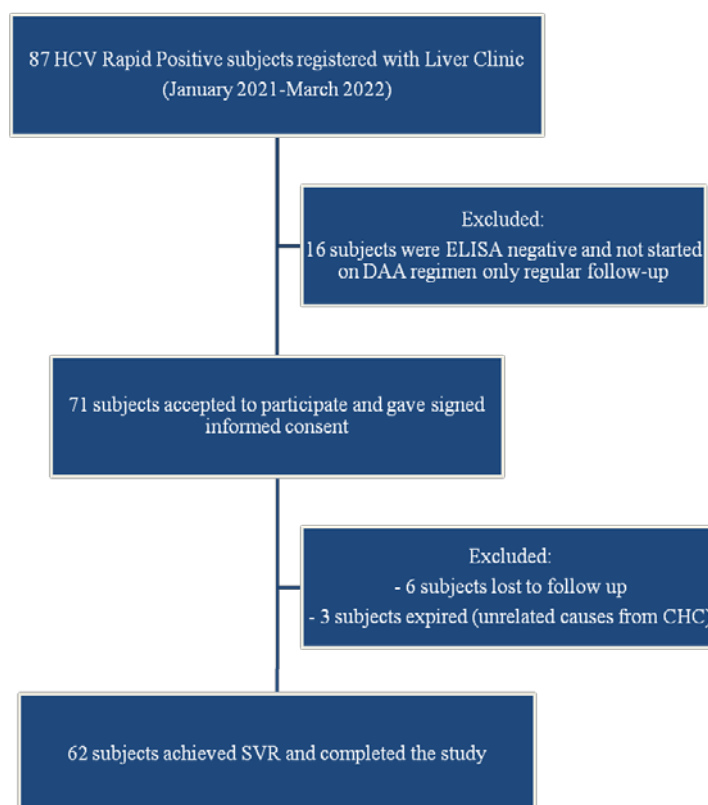 87 HCV Rapid Positive subjects registered with Liver Clinic
(January 2021-March 2022)
Excluded:
16 subjects were ELISA negative and not started
on DAA regimen only regular follow-up
71 subjects accepted to participate and gave signed
informed consent
Excluded:
- 6 subjects lost to follow up
- 3 subjects expired (unrelated causes from CHC)
62 subjects achieved SVR and completed the study